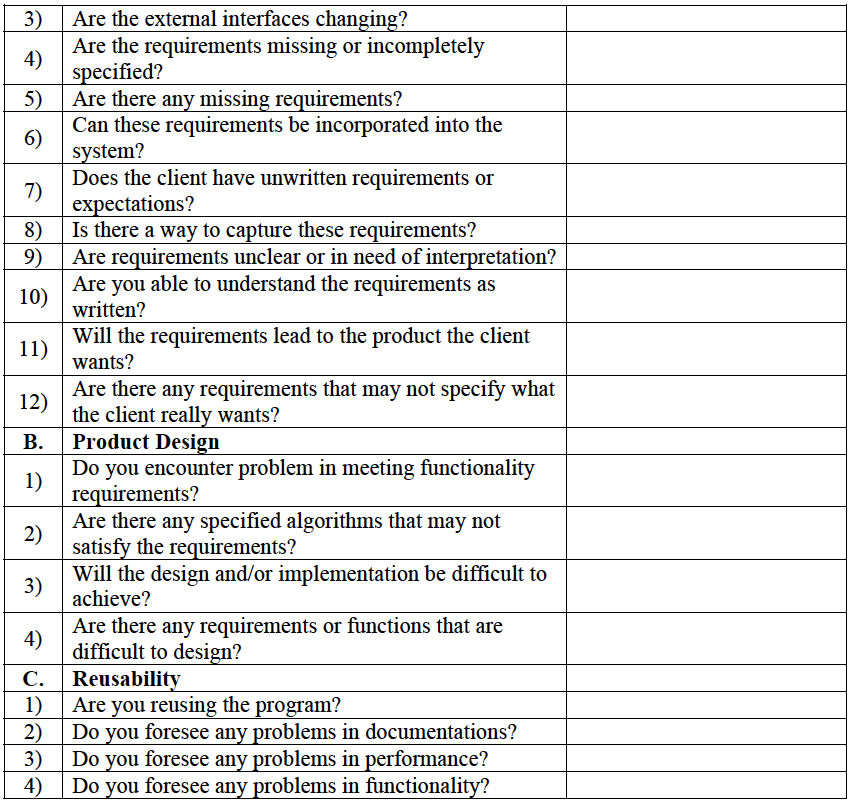 3) Are the external interfaces changing?
4) Are the requirements missing or incompletely
specified?
5) Are there any missing requirements?
6) Can these requirements be incorporated into the
system?
7) Does the client have unwritten requirements or
expectations?
8) Is there a way to capture these requirements?
9) Are requirements unclear or in need of interpretation?
10) Are you able to understand the requirements as
written?
11) Will the requirements lead to the product the client
wants?
12) Are there any requirements that may not specify what
the client really wants?
B. Product Design
1) Do you encounter problem in meeting functionality
requirements?
2) Are there any specified algorithms that may not
satisfy the requirements?
3) Will the design and/or implementation be difficult to
achieve?
4) Are there any requirements or functions that are
difficult to design?
C. Reusability
1) Are you reusing the program?
2) Do you foresee any problems in documentations?
3) Do you foresee any problems in performance?
4) Do you foresee any problems in functionality?